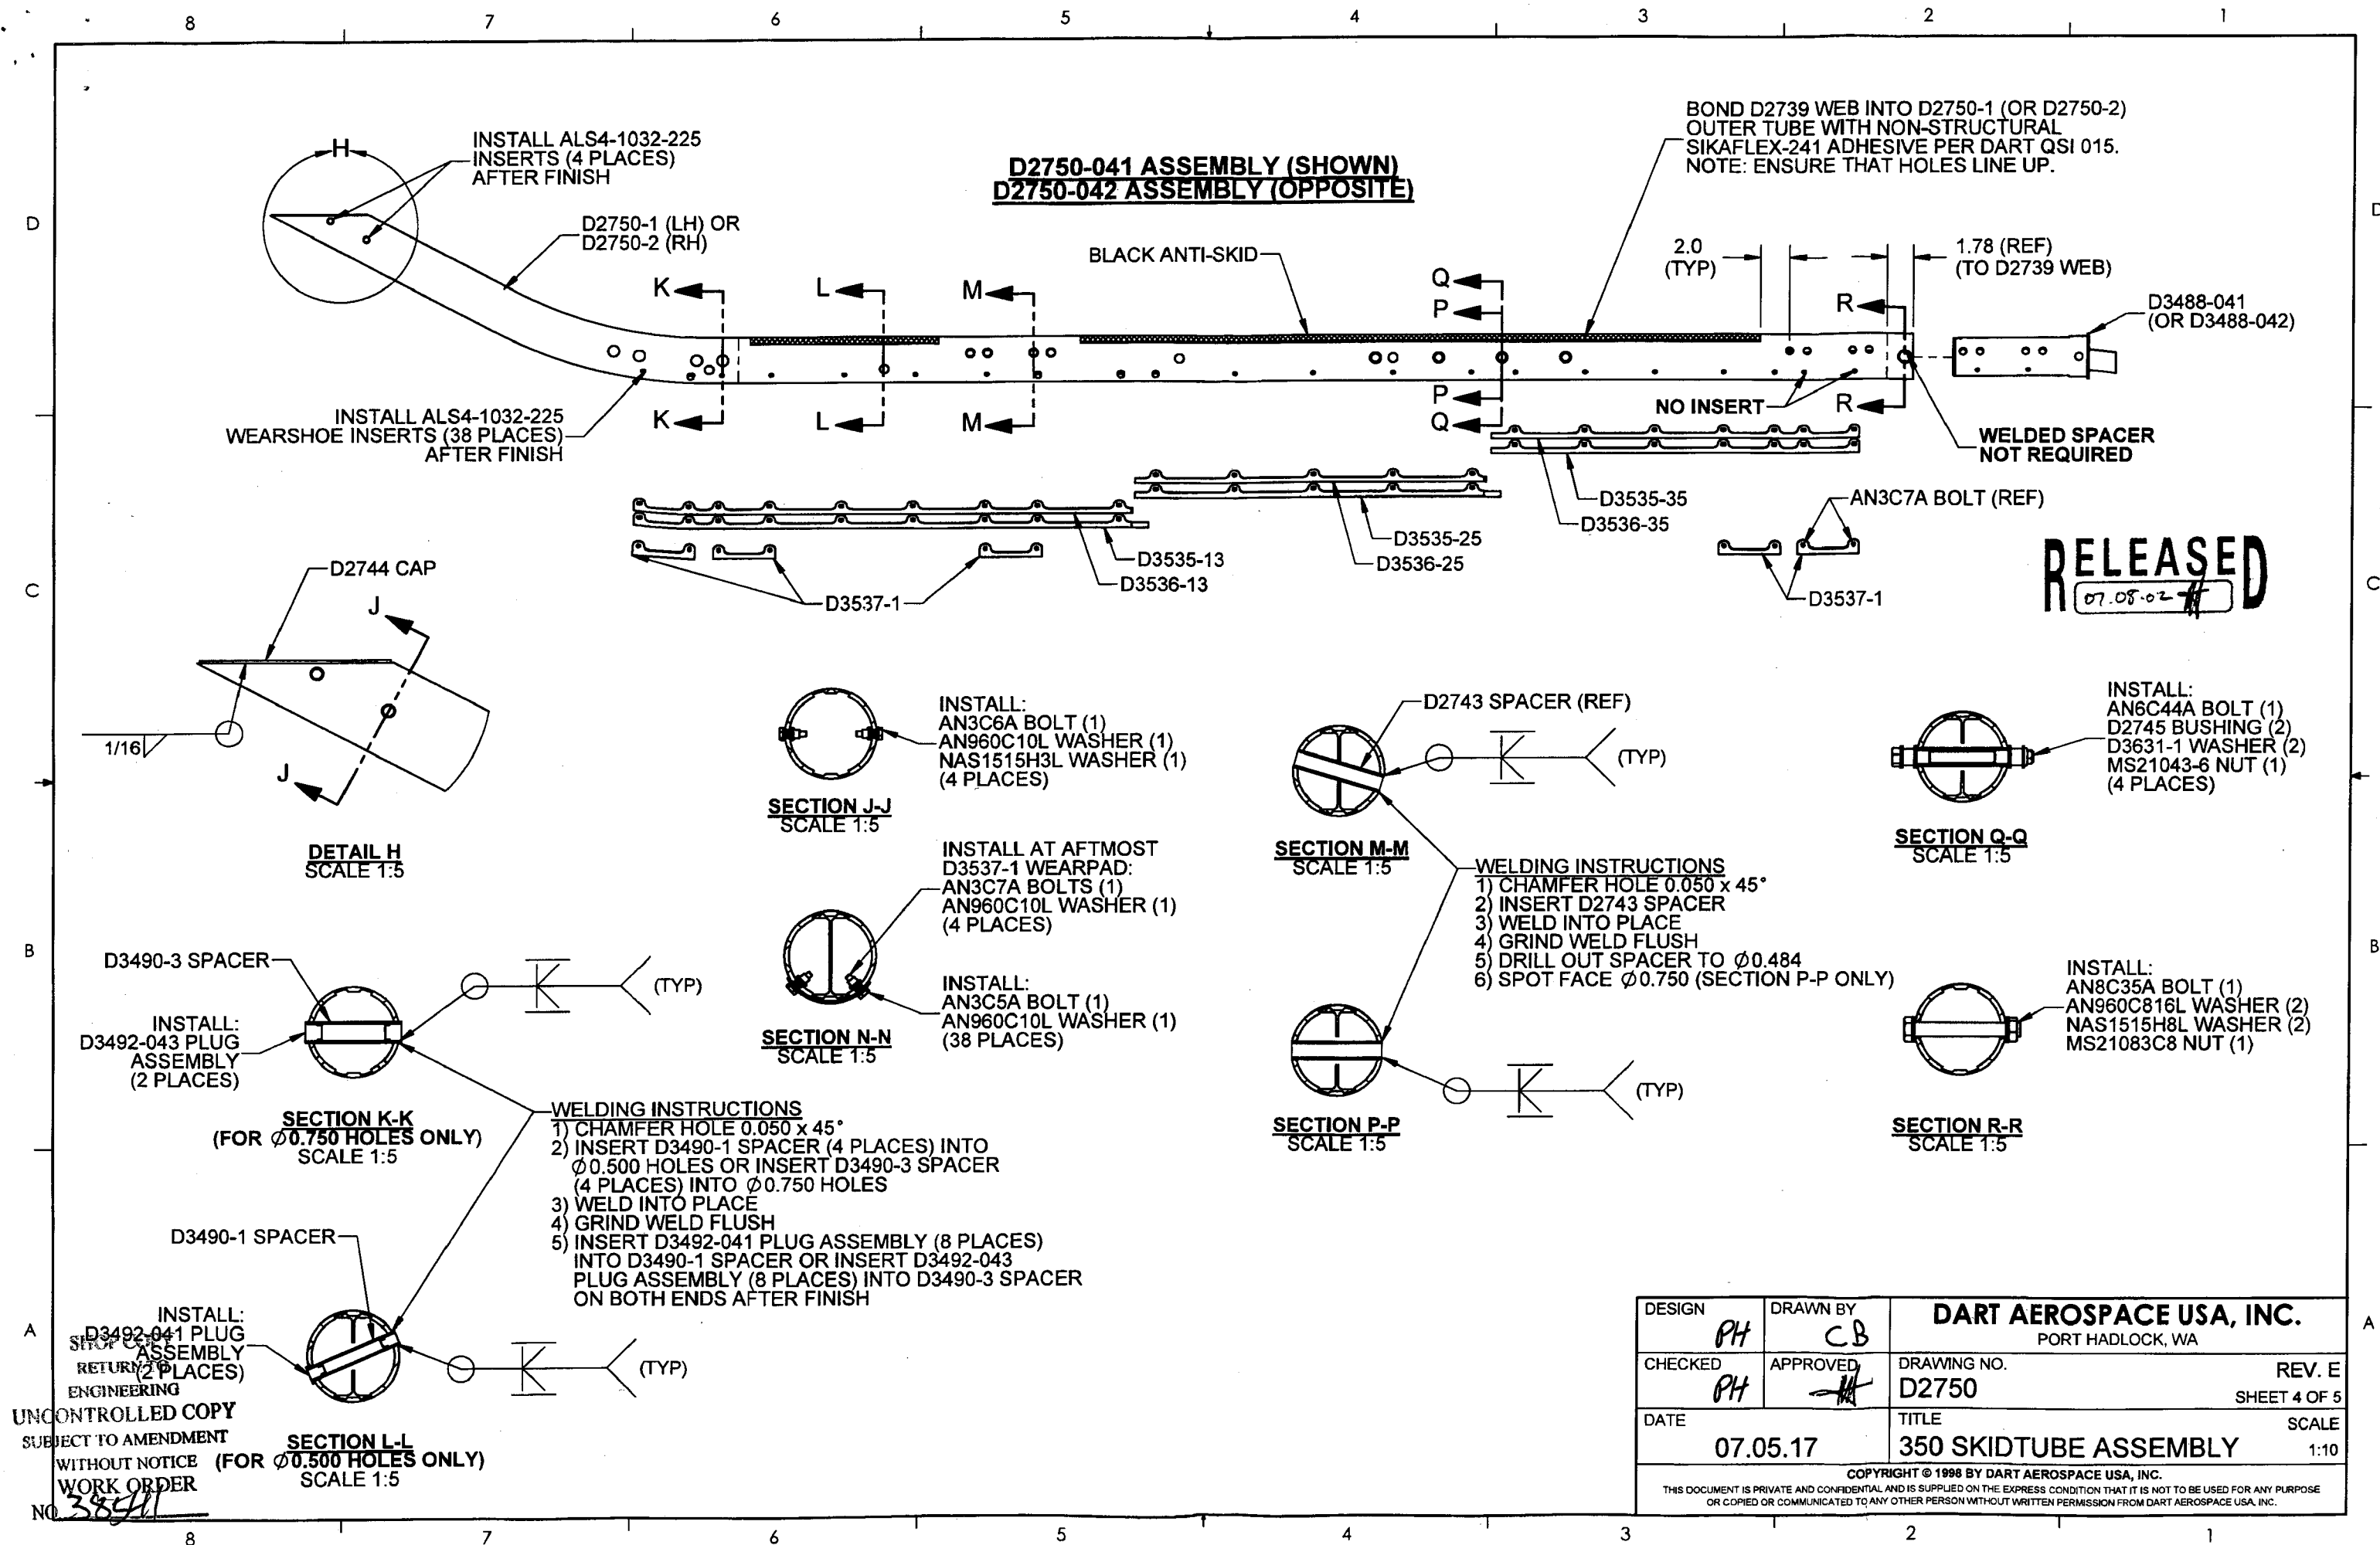 8 7 6 5 4 3 2 1
D
C
B
A
D
C
B
A
INSTALL ALS4-1032-225
INSERTS (4 PLACES)
AFTER FINISH
H
D2750-1 (LH) OR
D2750-2 (RH)
D2750-041 ASSEMBLY (SHOWN)
D2750-042 ASSEMBLY (OPPOSITE)
BLACK ANTI-SKID
BOND D2739 WEB INTO D2750-1 (OR D2750-2)
OUTER TUBE WITH NON-STRUCTURAL
SIKAFLEX-241 ADHESIVE PER DART QSI 015.
NOTE: ENSURE THAT HOLES LINE UP.
2.0
(TYP)
1.78 (REF)
(TO D2739 WEB)
D3488-041
(OR D3488-042)
K
L
M
Q
P
R
K
L
M
P
Q
R
INSTALL ALS4-1032-225
WEARSHOE INSERTS (38 PLACES)
AFTER FINISH
NO INSERT
WELDED SPACER
NOT REQUIRED
D3535-35
D3536-35
AN3C7A BOLT (REF)
D3535-25
D3536-25
D3535-13
D3536-13
D3537-1
D3537-1
RELEASED
07.08.02
D2744 CAP
J
J
1/16
DETAIL H
SCALE 1:5
INSTALL:
AN3C6A BOLT (1)
AN960C10L WASHER (1)
NAS1515H3L WASHER (1)
(4 PLACES)
SECTION J-J
SCALE 1:5
D2743 SPACER (REF)
(TYP)
SECTION M-M
SCALE 1:5
INSTALL:
AN6C44A BOLT (1)
D2745 BUSHING (2)
D3631-1 WASHER (2)
MS21043-6 NUT (1)
(4 PLACES)
SECTION Q-Q
SCALE 1:5
INSTALL AT AFTMOST
D3537-1 WEARPAD:
AN3C7A BOLTS (1)
AN960C10L WASHER (1)
(4 PLACES)
INSTALL:
AN3C5A BOLT (1)
AN960C10L WASHER (1)
(38 PLACES)
SECTION N-N
SCALE 1:5
WELDING INSTRUCTIONS
1) CHAMFER HOLE 0.050 x 45°
2) INSERT D2743 SPACER
3) WELD INTO PLACE
4) GRIND WELD FLUSH
5) DRILL OUT SPACER TO Ø0.484
6) SPOT FACE Ø0.750 (SECTION P-P ONLY)
(TYP)
SECTION P-P
SCALE 1:5
INSTALL:
AN8C35A BOLT (1)
AN960C816L WASHER (2)
NAS1515H8L WASHER (2)
MS21083C8 NUT (1)
SECTION R-R
SCALE 1:5
D3490-3 SPACER
(TYP)
INSTALL:
D3492-043 PLUG
ASSEMBLY
(2 PLACES)
SECTION K-K
(FOR Ø0.750 HOLES ONLY)
SCALE 1:5
WELDING INSTRUCTIONS
1) CHAMFER HOLE 0.050 x 45°
2) INSERT D3490-1 SPACER (4 PLACES) INTO
Ø0.500 HOLES OR INSERT D3490-3 SPACER
(4 PLACES) INTO Ø0.750 HOLES
3) WELD INTO PLACE
4) GRIND WELD FLUSH
5) INSERT D3492-041 PLUG ASSEMBLY (8 PLACES)
INTO D3490-1 SPACER OR INSERT D3492-043
PLUG ASSEMBLY (8 PLACES) INTO D3490-3 SPACER
ON BOTH ENDS AFTER FINISH
D3490-1 SPACER
INSTALL:
D3492-041 PLUG
ASSEMBLY
(2 PLACES)
(TYP)
SECTION L-L
(FOR Ø0.500 HOLES ONLY)
SCALE 1:5
SHOP COPY
RETURN TO
ENGINEERING
UNCONTROLLED COPY
SUBJECT TO AMENDMENT
WITHOUT NOTICE
WORK ORDER
NO
DESIGN
PH
DRAWN BY
CB
CHECKED
PH
APPROVED
DATE
07.05.17
DART AEROSPACE USA, INC.
PORT HADLOCK, WA
DRAWING NO.
D2750
REV. E
SHEET 4 OF 5
TITLE
350 SKIDTUBE ASSEMBLY
SCALE
1:10
COPYRIGHT © 1998 BY DART AEROSPACE USA, INC.
THIS DOCUMENT IS PRIVATE AND CONFIDENTIAL AND IS SUPPLIED ON THE EXPRESS CONDITION THAT IT IS NOT TO BE USED FOR ANY PURPOSE
OR COPIED OR COMMUNICATED TO ANY OTHER PERSON WITHOUT WRITTEN PERMISSION FROM DART AEROSPACE USA, INC.
8 7 6 5 4 3 2 1